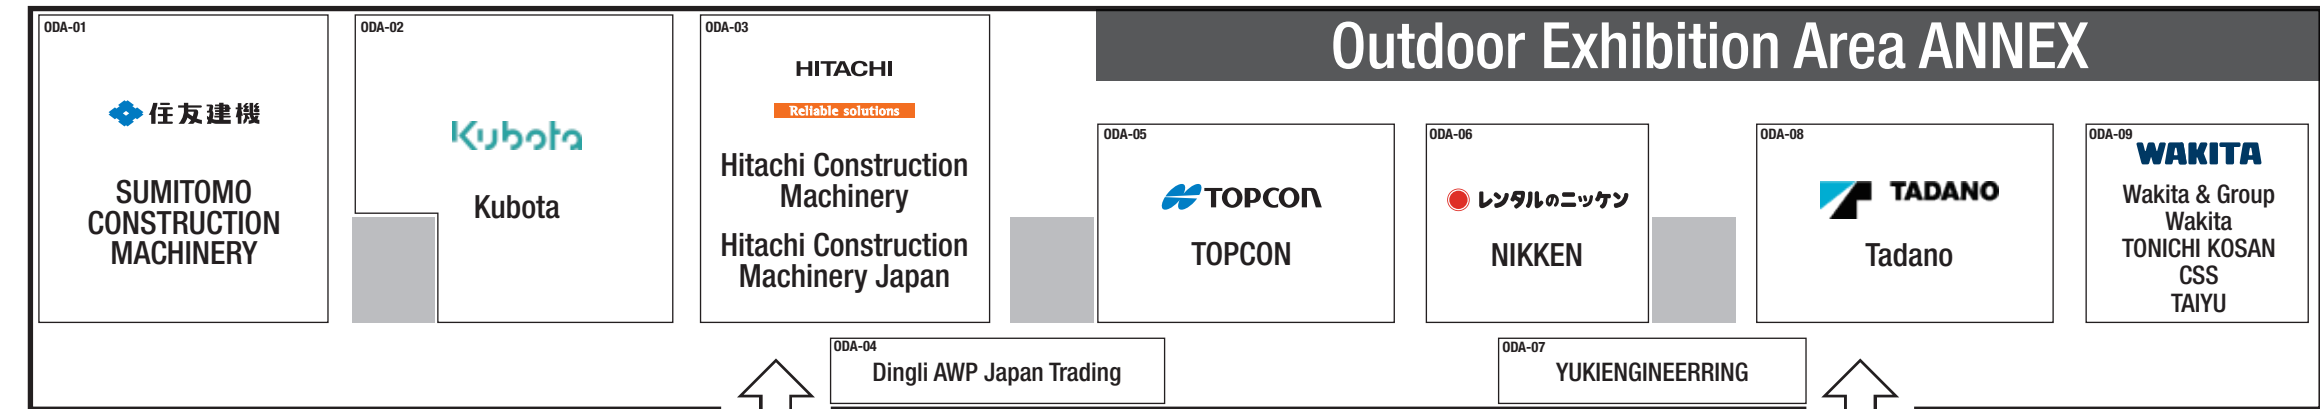 Outdoor Exhibition Area ANNEX
ODA-01
住友建機
SUMITOMO
CONSTRUCTION
MACHINERY
ODA-02
Kubota
Kubota
ODA-03
HITACHI
Reliable solutions
Hitachi Construction
Machinery
Hitachi Construction
Machinery Japan
ODA-04
Dingli AWP Japan Trading
ODA-05
TOPCON
TOPCON
ODA-06
レンタルのニッケン
NIKKEN
ODA-07
YUKIENGINEERRING
ODA-08
TADANO
Tadano
ODA-09
WAKITA
Wakita & Group
Wakita
TONICHI KOSAN
CSS
TAIYU